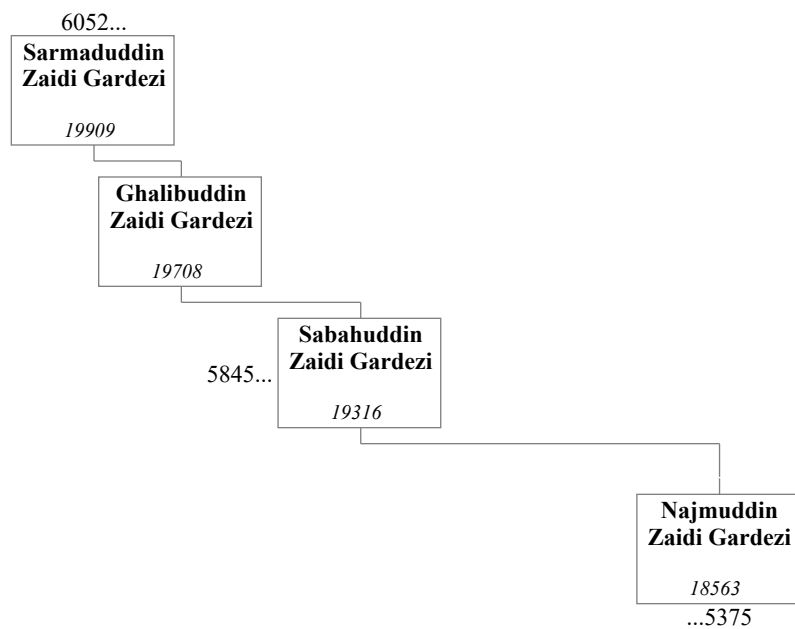 6052...
Sarmaduddin
Zaidi Gardezi
19909
Ghalibuddin
Zaidi Gardezi
19708
Sabahuddin
Zaidi Gardezi
5845...
19316
Najmuddin
Zaidi Gardezi
18563
...5375